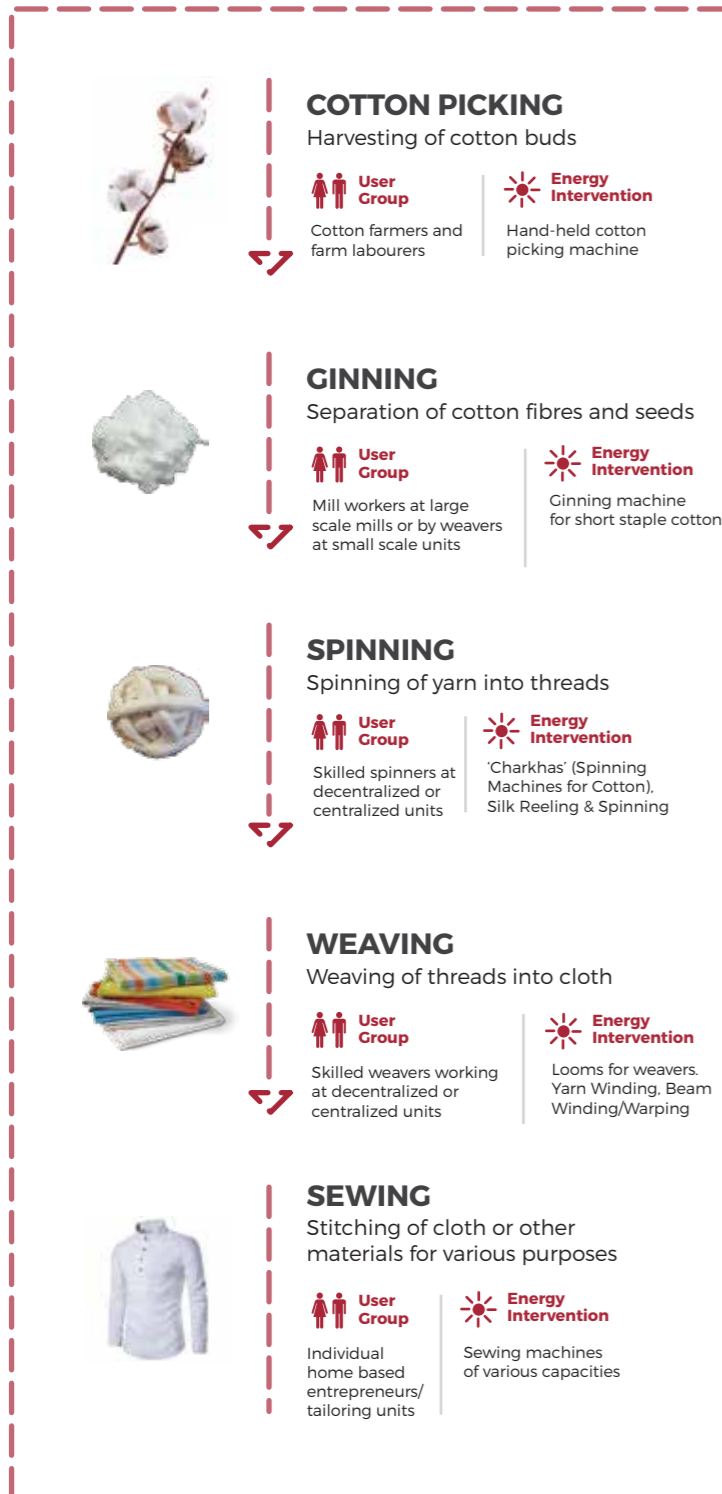 COTTON PICKING
Harvesting of cotton buds
User
Group
Cotton farmers and
farm labourers
Energy
Intervention
Hand-held cotton
picking machine
GINNING
Separation of cotton fibres and seeds
User
Group
Mill workers at large
scale mills or by weavers
at small scale units
Energy
Intervention
Ginning machine
for short staple cotton
SPINNING
Spinning of yarn into threads
User
Group
Skilled spinners at
decentralized or
centralized units
Energy
Intervention
‘Charkhas’ (Spinning
Machines for Cotton),
Silk Reeling & Spinning
WEAVING
Weaving of threads into cloth
User
Group
Skilled weavers working
at decentralized or
centralized units
Energy
Intervention
Looms for weavers.
Yarn Winding, Beam
Winding/Warping
SEWING
Stitching of cloth or other
materials for various purposes
User
Group
Individual
home based
entrepreneurs/
tailoring units
Energy
Intervention
Sewing machines
of various capacities